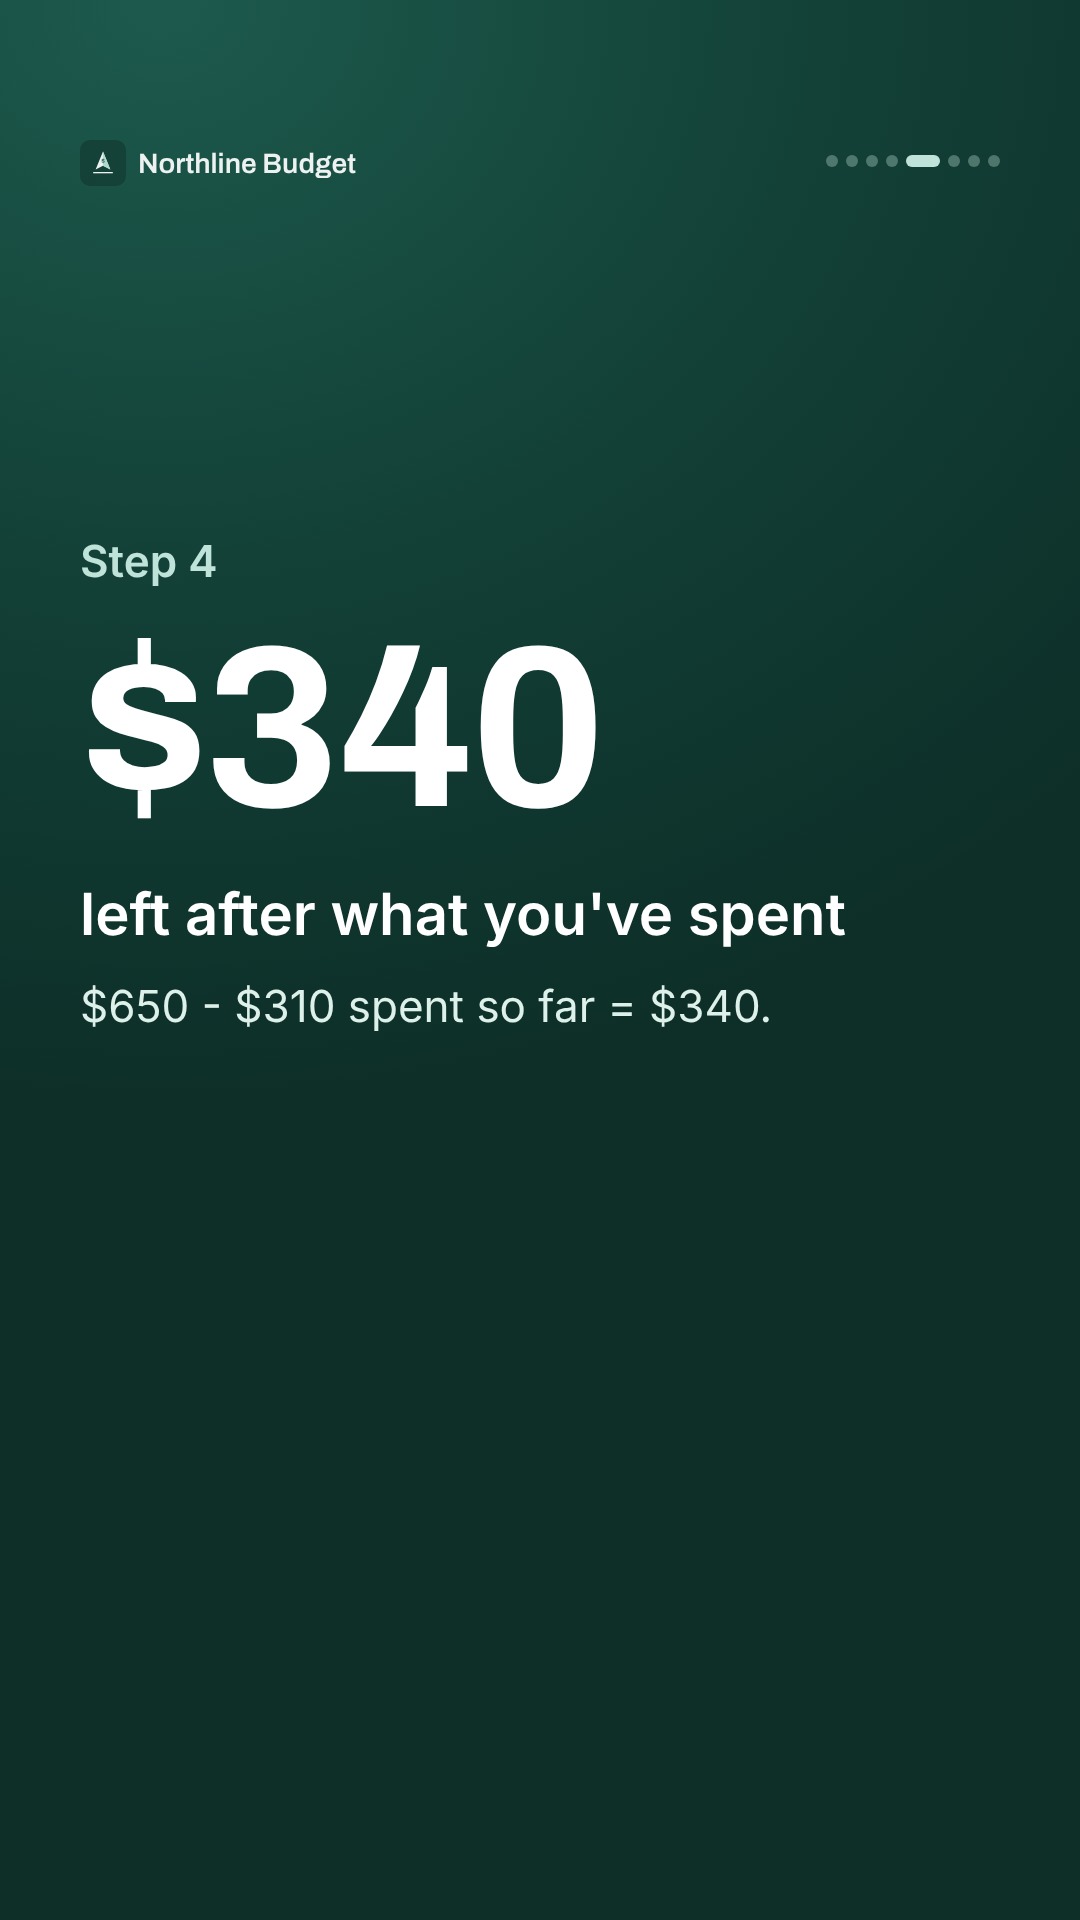 Northline Budget
Step 4
$340
left after what you've spent
$650 - $310 spent so far = $340.